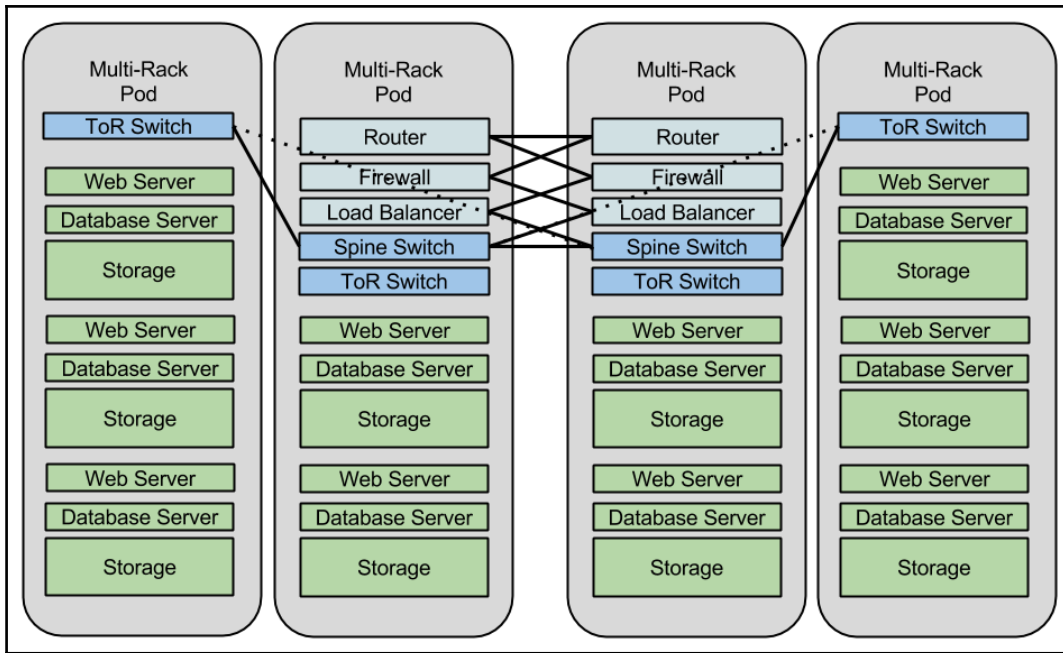 Multi-Rack
Pod
ToR Switch
Web Server
Database Server
Storage
Web Server
Database Server
Storage
Web Server
Database Server
Storage
Multi-Rack
Pod
Router
Firewall
Load Balancer
Spine Switch
ToR Switch
Web Server
Database Server
Storage
Web Server
Database Server
Storage
Multi-Rack
Pod
Router
Firewall
Load Balancer
Spine Switch
ToR Switch
Web Server
Database Server
Storage
Web Server
Database Server
Storage
Multi-Rack
Pod
ToR Switch
Web Server
Database Server
Storage
Web Server
Database Server
Storage
Web Server
Database Server
Storage